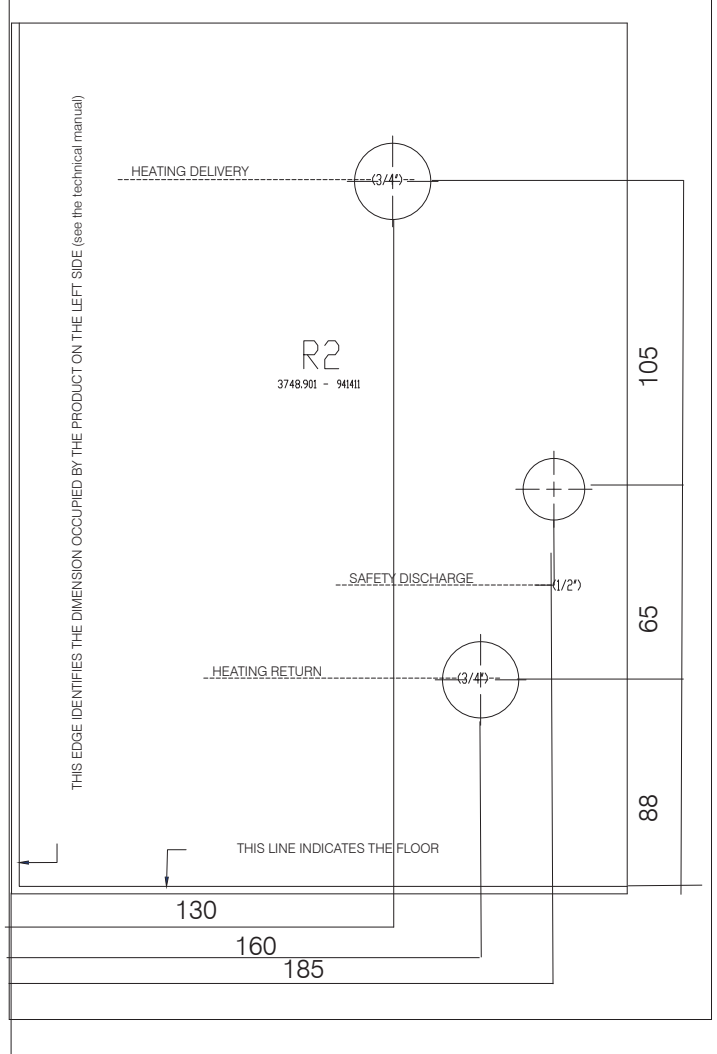 THIS EDGE IDENTIFIES THE DIMENSION OCCUPIED BY THE PRODUCT ON THE LEFT SIDE (see the technical manual)
HEATING DELIVERY
(3/4")
R2
3748.901 - 941411
105
SAFETY DISCHARGE
(1/2")
65
HEATING RETURN
(3/4")
88
THIS LINE INDICATES THE FLOOR
130
160
185